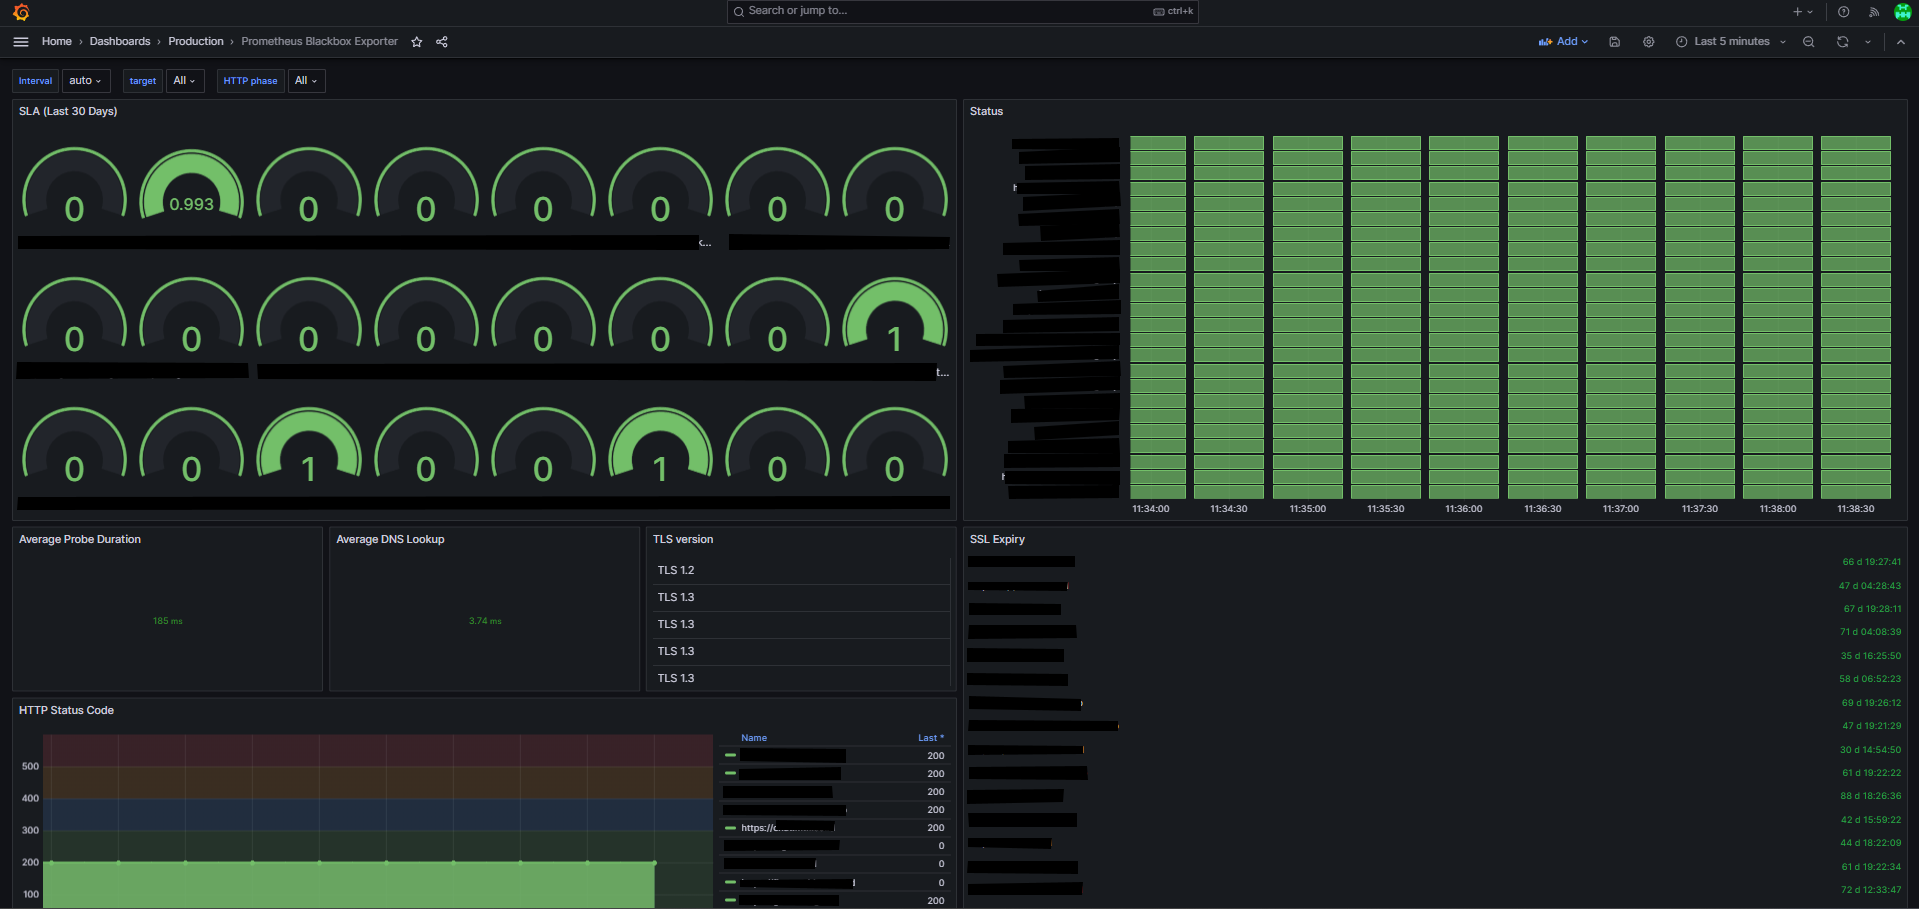 Search or jump to...
ctrl+k
Home › Dashboards › Production › Prometheus Blackbox Exporter
Add
Last 5 minutes
Interval auto target All HTTP phase All
SLA (Last 30 Days)
0 0.993 0 0 0 0 0 0
...
0 0 0 0 0 0 0 1
t...
0 0 1 0 0 1 0 0
Status
11:34:00 11:34:30 11:35:00 11:35:30 11:36:00 11:36:30 11:37:00 11:37:30 11:38:00 11:38:30
Average Probe Duration
185 ms
Average DNS Lookup
3.74 ms
TLS version
TLS 1.2
TLS 1.3
TLS 1.3
TLS 1.3
TLS 1.3
SSL Expiry
66 d 19:27:41
47 d 04:28:43
67 d 19:28:11
71 d 04:08:39
35 d 16:25:50
58 d 06:52:23
69 d 19:26:12
47 d 19:21:29
30 d 14:54:50
61 d 19:22:22
88 d 18:26:36
42 d 15:59:22
44 d 18:22:09
61 d 19:22:34
72 d 12:33:47
HTTP Status Code
500
400
300
200
100
Name Last *
200
200
200
200
https:// 200
0
0
0
200